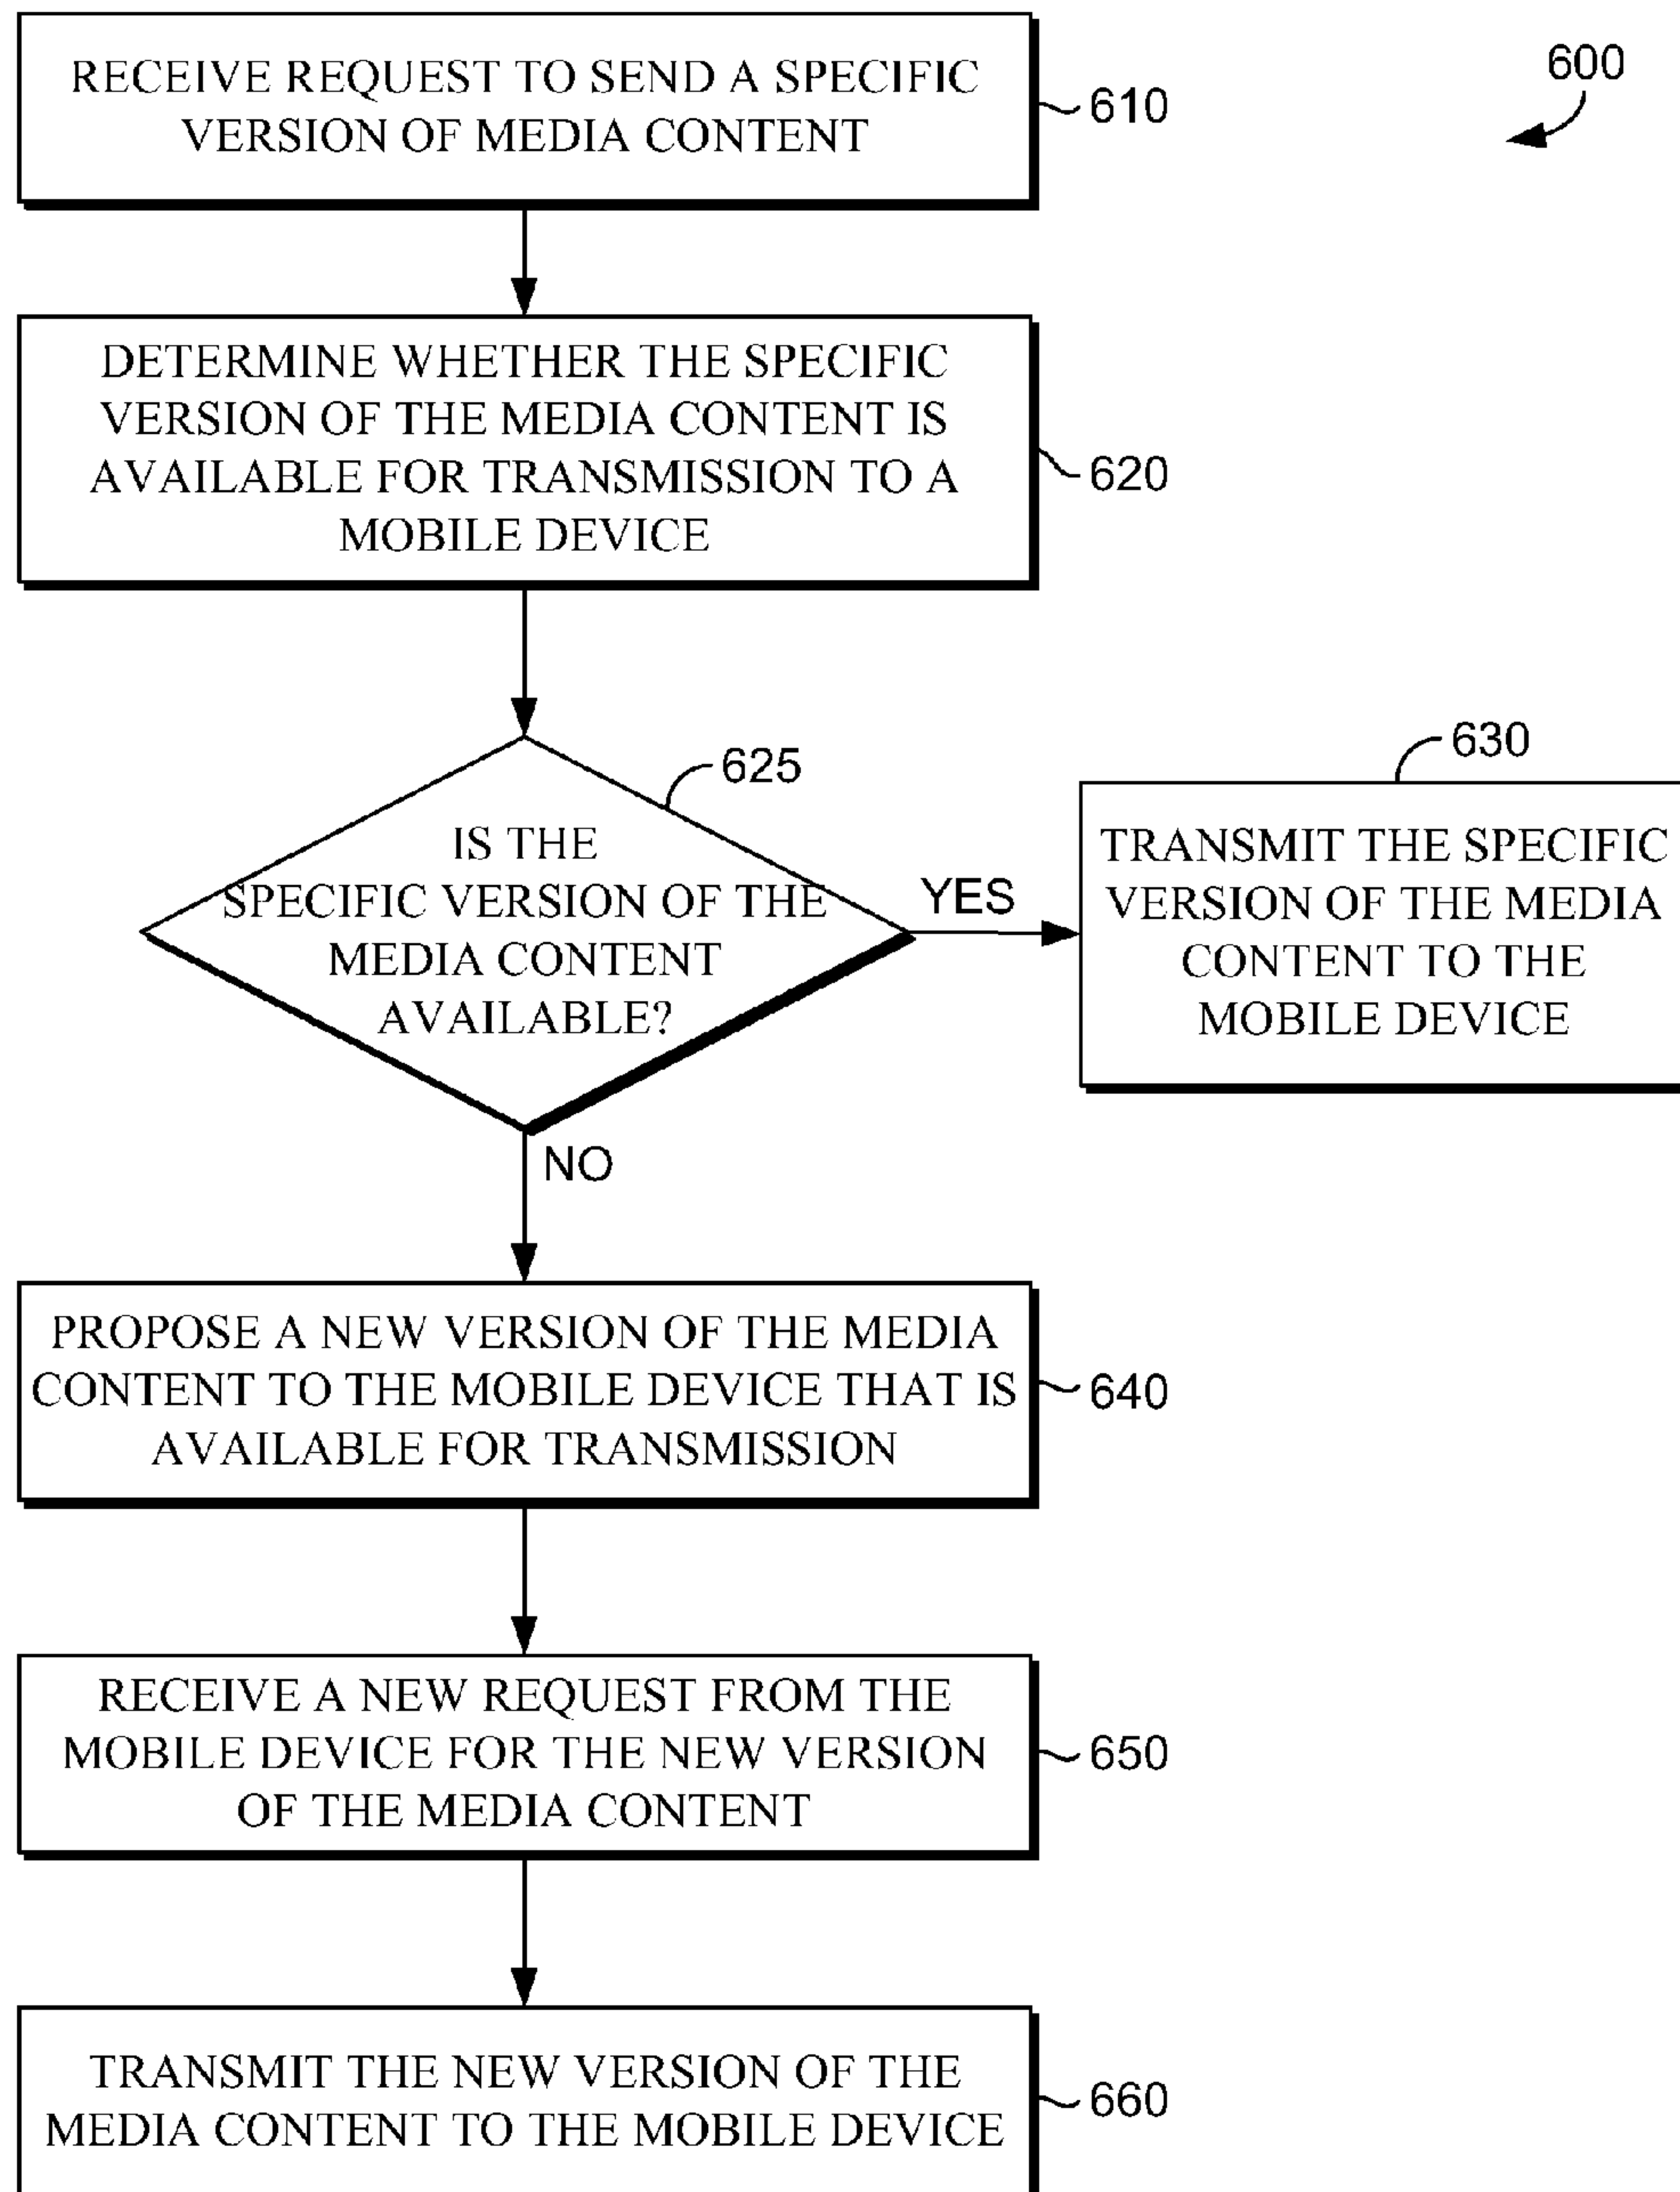 RECEIVE REQUEST TO SEND A SPECIFIC
VERSION OF MEDIA CONTENT
610
600
DETERMINE WHETHER THE SPECIFIC
VERSION OF THE MEDIA CONTENT IS
AVAILABLE FOR TRANSMISSION TO A
MOBILE DEVICE
620
625
IS THE
SPECIFIC VERSION OF THE
MEDIA CONTENT
AVAILABLE?
YES
630
TRANSMIT THE SPECIFIC
VERSION OF THE MEDIA
CONTENT TO THE
MOBILE DEVICE
NO
PROPOSE A NEW VERSION OF THE MEDIA
CONTENT TO THE MOBILE DEVICE THAT IS
AVAILABLE FOR TRANSMISSION
640
RECEIVE A NEW REQUEST FROM THE
MOBILE DEVICE FOR THE NEW VERSION
OF THE MEDIA CONTENT
650
TRANSMIT THE NEW VERSION OF THE
MEDIA CONTENT TO THE MOBILE DEVICE
660